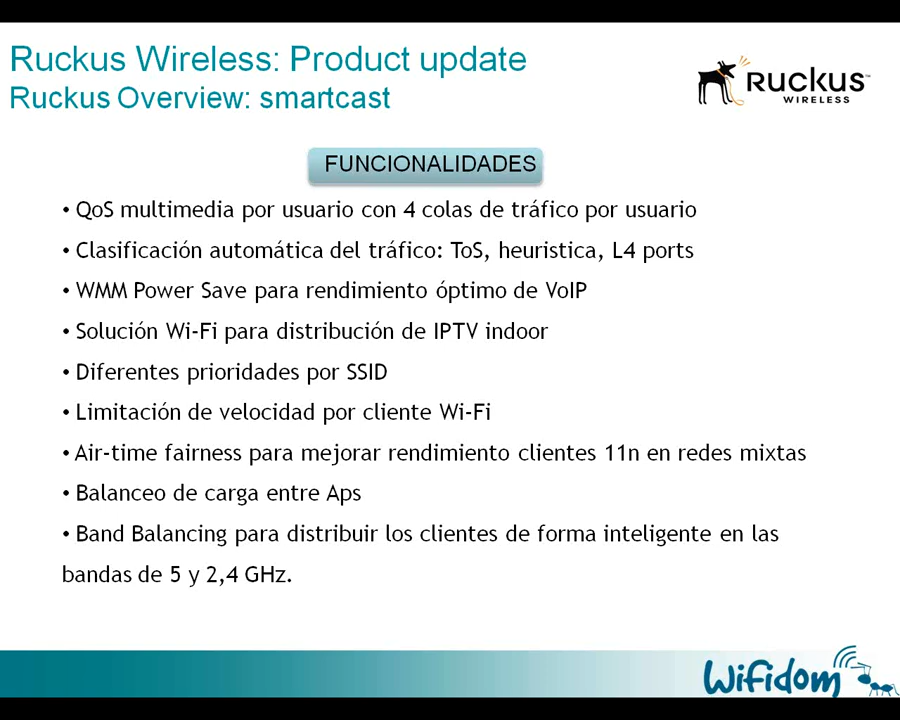 Ruckus Wireless: Product update
Ruckus Overview: smartcast
RUCKUS™
WIRELESS
FUNCIONALIDADES
• QoS multimedia por usuario con 4 colas de tráfico por usuario
• Clasificación automática del tráfico: ToS, heuristica, L4 ports
• WMM Power Save para rendimiento óptimo de VoIP
• Solución Wi-Fi para distribución de IPTV indoor
• Diferentes prioridades por SSID
• Limitación de velocidad por cliente Wi-Fi
• Air-time fairness para mejorar rendimiento clientes 11n en redes mixtas
• Balanceo de carga entre Aps
• Band Balancing para distribuir los clientes de forma inteligente en las
bandas de 5 y 2,4 GHz.
wifidom